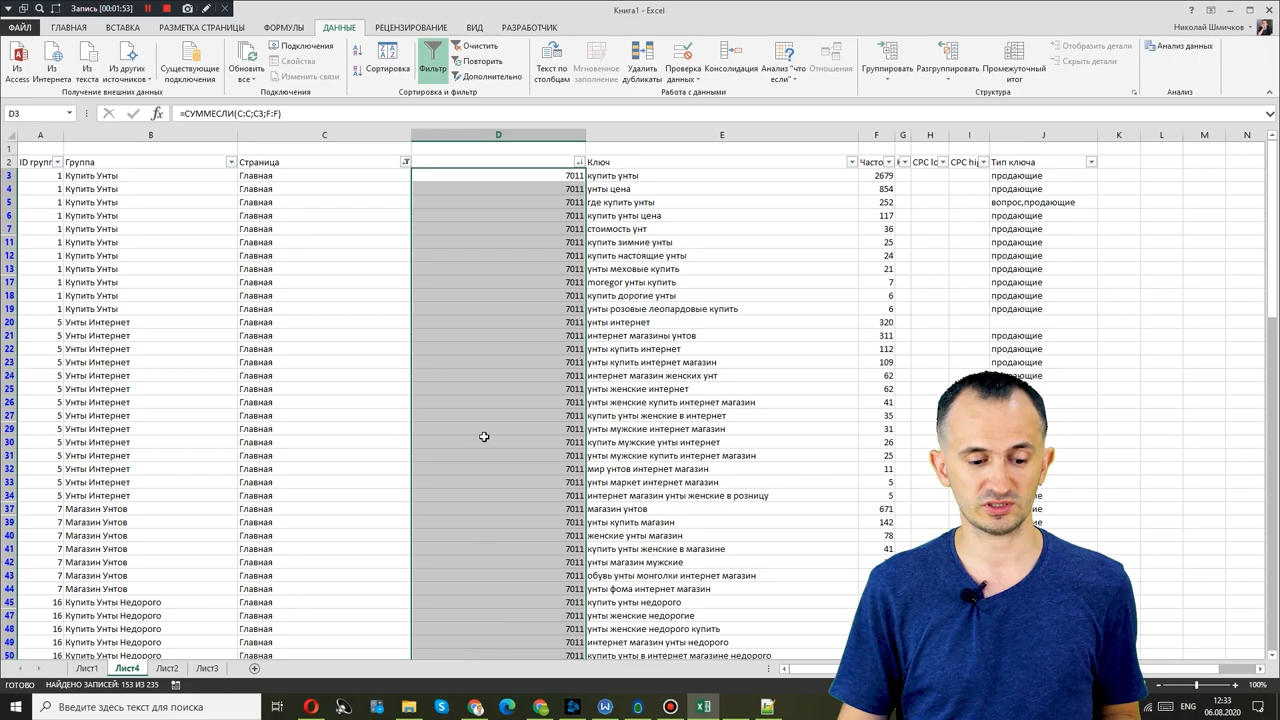 Запись [00:01:53]
Книга1 - Excel
ФАЙЛ ГЛАВНАЯ ВСТАВКА РАЗМЕТКА СТРАНИЦЫ ФОРМУЛЫ ДАННЫЕ РЕЦЕНЗИРОВАНИЕ ВИД РАЗРАБОТЧИК
Николай Шмичков
Из Access
Из Интернета
Из текста
Из других источников
Существующие подключения
Обновить все
Подключения
Свойства
Изменить связи
Сортировка
Фильтр
Очистить
Повторить
Дополнительно
Текст по столбцам
Мгновенное заполнение
Удалить дубликаты
Проверка данных
Консолидация
Анализ "что если"
Отношения
Группировать
Разгруппировать
Промежуточный итог
Отобразить детали
Скрыть детали
Анализ данных
Получение внешних данных Подключения Сортировка и фильтр Работа с данными Структура Анализ
D3 fx =СУММЕСЛИ(C:C;C3;F:F)
A B C D E F G H I J K L M N
1
2 Группа Страница Ключ Часто Тип ключа
3 1 Купить Унты Главная 7011 купить унты 2679 продающие
4 1 Купить Унты Главная 7011 унты цена 854 продающие
5 1 Купить Унты Главная 7011 где купить унты 252 вопрос,продающие
6 1 Купить Унты Главная 7011 купить унты цена 117 продающие
7 1 Купить Унты Главная 7011 стоимость унт 36 продающие
11 1 Купить Унты Главная 7011 купить зимние унты 25 продающие
12 1 Купить Унты Главная 7011 купить настоящие унты 24 продающие
13 1 Купить Унты Главная 7011 унты меховые купить 21 продающие
17 1 Купить Унты Главная 7011 moregor унты купить 7 продающие
18 1 Купить Унты Главная 7011 купить дорогие унты 6 продающие
19 1 Купить Унты Главная 7011 унты розовые леопардовые купить 6 продающие
20 5 Унты Интернет Главная 7011 унты интернет 320
21 5 Унты Интернет Главная 7011 интернет магазины унтов 311 продающие
22 5 Унты Интернет Главная 7011 унты купить интернет 112 продающие
23 5 Унты Интернет Главная 7011 унты купить интернет магазин 109 продающие
24 5 Унты Интернет Главная 7011 интернет магазин женских унт 62
25 5 Унты Интернет Главная 7011 унты женские интернет 62
26 5 Унты Интернет Главная 7011 унты женские купить интернет магазин 41
27 5 Унты Интернет Главная 7011 купить унты женские в интернет 35
29 5 Унты Интернет Главная 7011 унты мужские интернет магазин 31
30 5 Унты Интернет Главная 7011 купить мужские унты интернет 26
31 5 Унты Интернет Главная 7011 унты мужские купить интернет магазин 25
32 5 Унты Интернет Главная 7011 мир унтов интернет магазин 11
33 5 Унты Интернет Главная 7011 унты маркет интернет магазин 5
34 5 Унты Интернет Главная 7011 интернет магазин унты женские в розницу 5
37 7 Магазин Унтов Главная 7011 магазин унтов 671
39 7 Магазин Унтов Главная 7011 унты купить магазин 142
40 7 Магазин Унтов Главная 7011 женские унты магазин 78
41 7 Магазин Унтов Главная 7011 купить унты женские в магазине 41
42 7 Магазин Унтов Главная 7011 унты магазин мужские
43 7 Магазин Унтов Главная 7011 обувь унты монголки интернет магазин
44 7 Магазин Унтов Главная 7011 унты фома интернет магазин
45 16 Купить Унты Недорого Главная 7011 купить унты недорого
47 16 Купить Унты Недорого Главная 7011 унты женские недорогие
48 16 Купить Унты Недорого Главная 7011 унты женские недорого купить
49 16 Купить Унты Недорого Главная 7011 интернет магазин унты недорого
50 16 Купить Унты Недорого Главная 7011 купить унты в интернет магазине недорого
Лист1 Лист4 Лист2 Лист3
ГОТОВО НАЙДЕНО ЗАПИСЕЙ: 153 ИЗ 235 100%
Введите здесь текст для поиска
ENG
12:33
06.08.2020